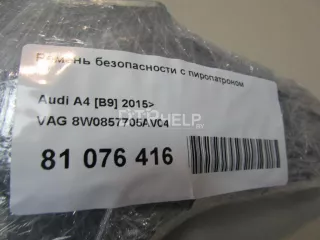 Ремень безопасности с пиропатроном
Audi A4 [B9] 2015>
VAG 8W0857705AV04
81 076 416